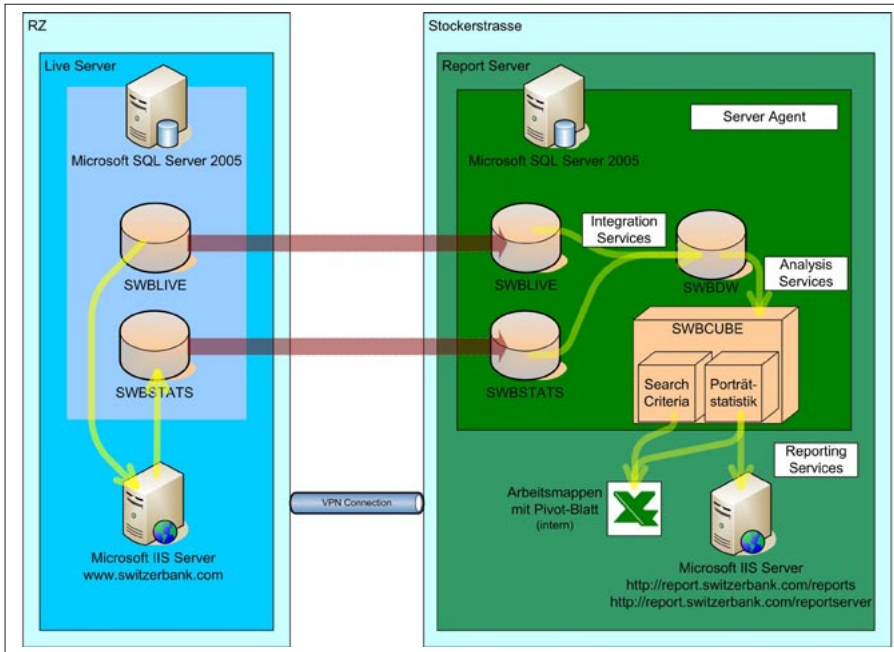 RZ
Live Server
Microsoft SQL Server 2005
SWBLIVE
SWBSTATS
Microsoft IIS Server
www.switzerbank.com
VPN Connection
Stockerstrasse
Report Server
Server Agent
Microsoft SQL Server 2005
Integration
Services
SWBLIVE
SWBDW
Analysis
Services
SWBCUBE
SWBSTATS
Search
Criteria
Porträt-
statistik
Reporting
Services
Arbeitsmappen
mit Pivot-Blatt
(intern)
Microsoft IIS Server
http://report.switzerbank.com/reports
http://report.switzerbank.com/reportserver